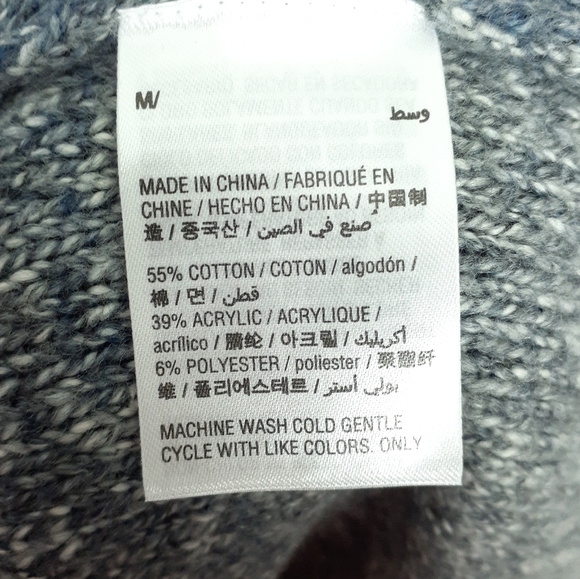 M/
وسط
MADE IN CHINA / FABRIQUÉ EN
CHINE / HECHO EN CHINA / 中国制
造 / 중국산 / صنع في الصين
55% COTTON / COTON / algodón /
棉 / 면 / قطن
39% ACRYLIC / ACRYLIQUE /
acrílico / 腈纶 / 아크릴 / أكريليك
6% POLYESTER / poliester / 聚酯纤
维 / 폴리에스테르 / بولي أستر
MACHINE WASH COLD GENTLE
CYCLE WITH LIKE COLORS. ONLY